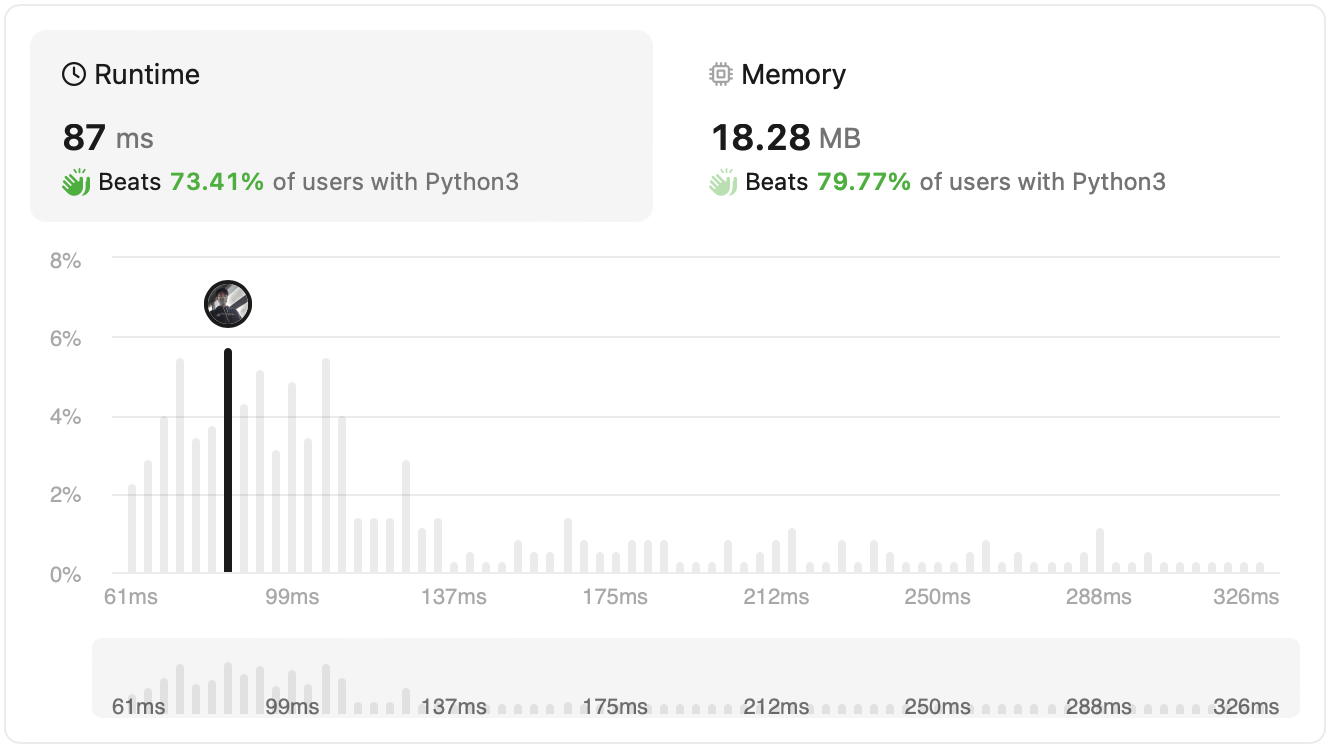 Runtime
87 ms
Beats 73.41% of users with Python3
Memory
18.28 MB
Beats 79.77% of users with Python3
8%
6%
4%
2%
0%
61ms 99ms 137ms 175ms 212ms 250ms 288ms 326ms
61ms 99ms 137ms 175ms 212ms 250ms 288ms 326ms